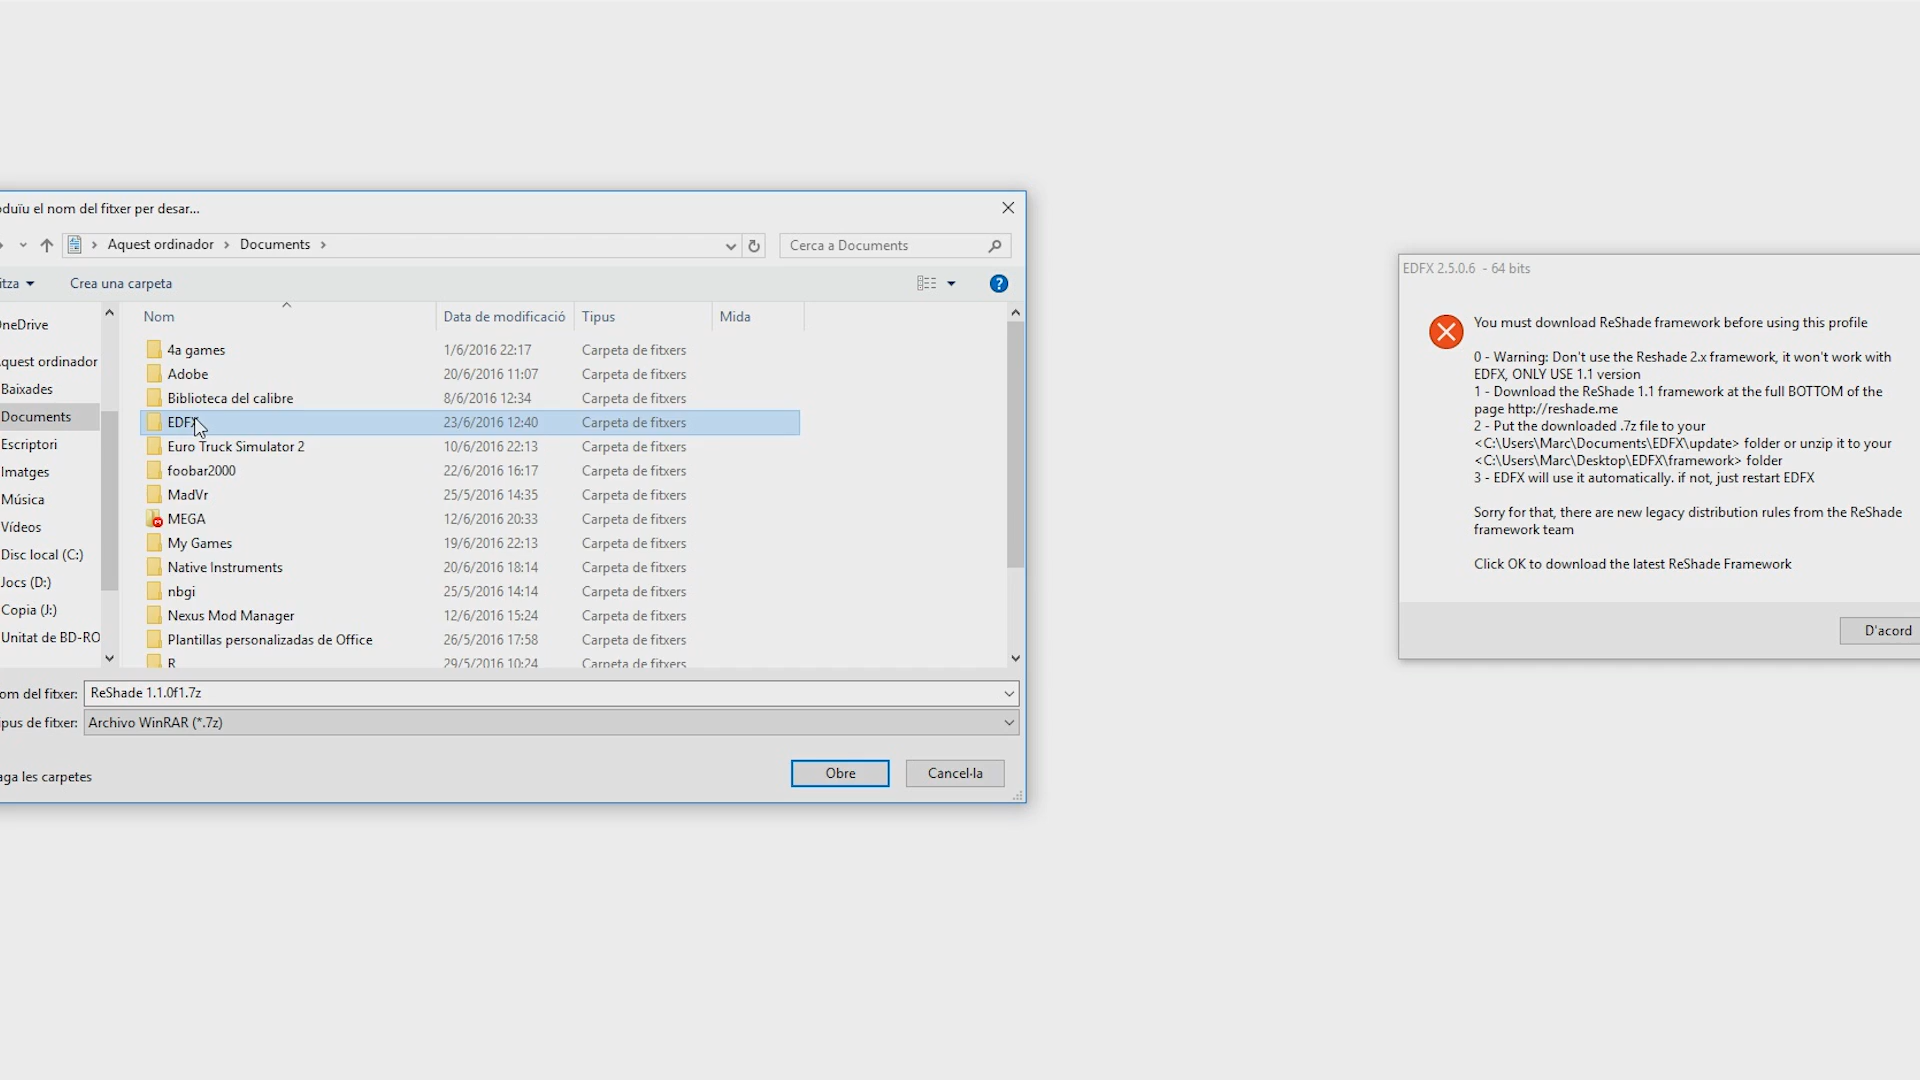 oduïu el nom del fitxer per desar...
Aquest ordinador
Documents
Cerca a Documents
itza
Crea una carpeta
?
OneDrive
quest ordinador
Baixades
Documents
Escriptori
Imatges
Música
Vídeos
Disc local (C:)
Jocs (D:)
Copia (J:)
Unitat de BD-RO
Nom Data de modificació Tipus Mida
4a games 1/6/2016 22:17 Carpeta de fitxers
Adobe 20/6/2016 11:07 Carpeta de fitxers
Biblioteca del calibre 8/6/2016 12:34 Carpeta de fitxers
EDFX 23/6/2016 12:40 Carpeta de fitxers
Euro Truck Simulator 2 10/6/2016 22:13 Carpeta de fitxers
foobar2000 22/6/2016 16:17 Carpeta de fitxers
MadVr 25/5/2016 14:35 Carpeta de fitxers
MEGA 12/6/2016 20:33 Carpeta de fitxers
My Games 19/6/2016 22:13 Carpeta de fitxers
Native Instruments 20/6/2016 18:14 Carpeta de fitxers
nbgi 25/5/2016 14:14 Carpeta de fitxers
Nexus Mod Manager 12/6/2016 15:24 Carpeta de fitxers
Plantillas personalizadas de Office 26/5/2016 17:58 Carpeta de fitxers
R 29/5/2016 10:24 Carpeta de fitxers
om del fitxer: ReShade 1.1.0f1.7z
ipus de fitxer: Archivo WinRAR (*.7z)
aga les carpetes
Obre
Cancel·la
EDFX 2.5.0.6 - 64 bits
You must download ReShade framework before using this profile
0 - Warning: Don't use the Reshade 2.x framework, it won't work with
EDFX, ONLY USE 1.1 version
1 - Download the ReShade 1.1 framework at the full BOTTOM of the
page http://reshade.me
2 - Put the downloaded .7z file to your
<C:\Users\Marc\Documents\EDFX\update> folder or unzip it to your
<C:\Users\Marc\Desktop\EDFX\framework> folder
3 - EDFX will use it automatically. if not, just restart EDFX
Sorry for that, there are new legacy distribution rules from the ReShade
framework team
Click OK to download the latest ReShade Framework
D'acord